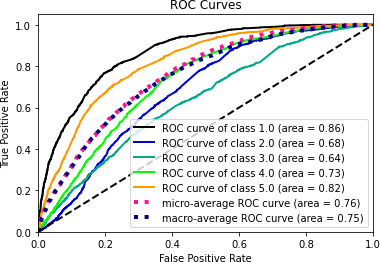 ROC Curves
True Positive Rate
1.0
0.8
0.6
0.4
0.2
0.0
ROC curve of class 1.0 (area = 0.86)
ROC curve of class 2.0 (area = 0.68)
ROC curve of class 3.0 (area = 0.64)
ROC curve of class 4.0 (area = 0.73)
ROC curve of class 5.0 (area = 0.82)
micro-average ROC curve (area = 0.76)
macro-average ROC curve (area = 0.75)
0.0 0.2 0.4 0.6 0.8 1.0
False Positive Rate